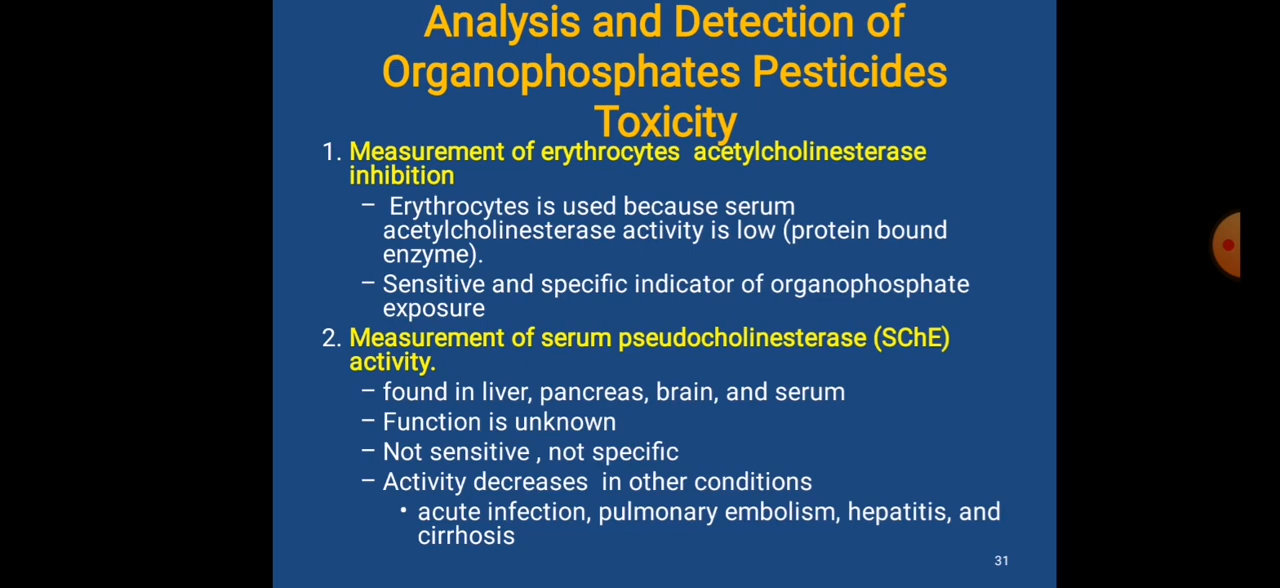 Analysis and Detection of
Organophosphates Pesticides
Toxicity
1. Measurement of erythrocytes acetylcholinesterase
inhibition
– Erythrocytes is used because serum
acetylcholinesterase activity is low (protein bound
enzyme).
– Sensitive and specific indicator of organophosphate
exposure
2. Measurement of serum pseudocholinesterase (SChE)
activity.
– found in liver, pancreas, brain, and serum
– Function is unknown
– Not sensitive , not specific
– Activity decreases in other conditions
• acute infection, pulmonary embolism, hepatitis, and
cirrhosis
31